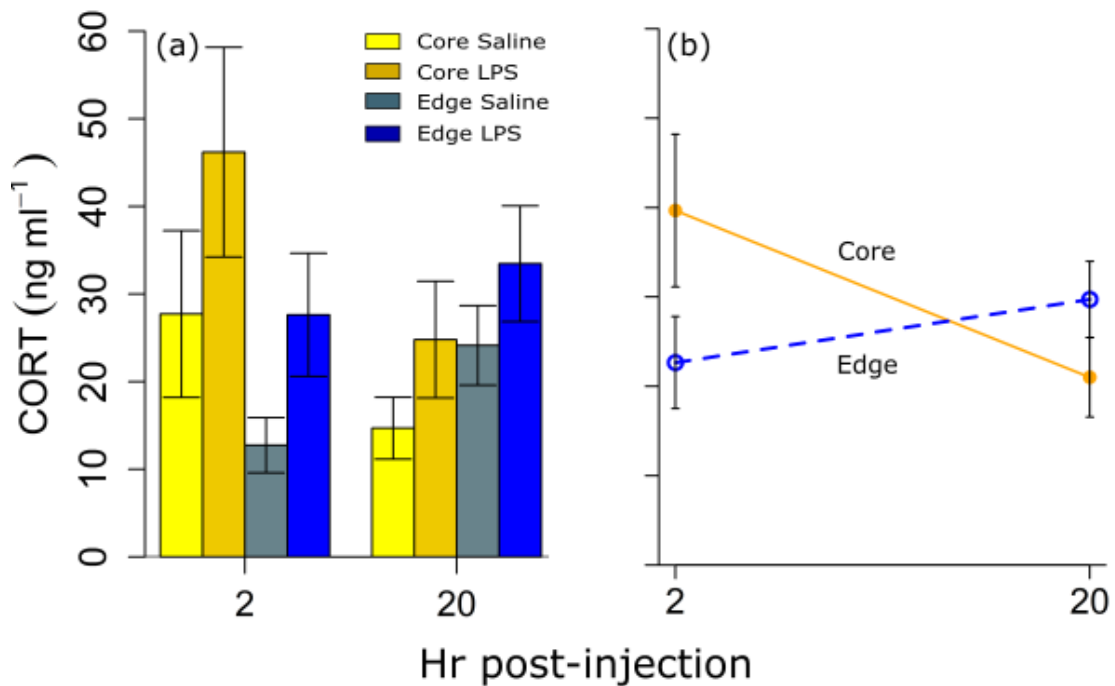 (a)
Core Saline
Core LPS
Edge Saline
Edge LPS
CORT (ng ml⁻¹)
60
50
40
30
20
10
0
2
20
(b)
Core
Edge
2
20
Hr post-injection